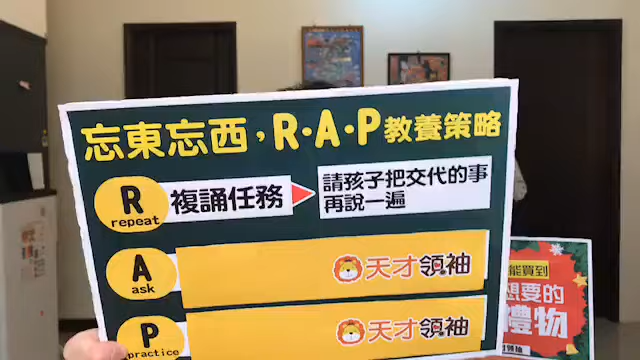 忘東忘西，R·A·P教養策略
R
repeat
複誦任務
請孩子把交代的事
再說一遍
A
ask
天才領袖
P
practice
天才領袖
能買到
想要的
禮物